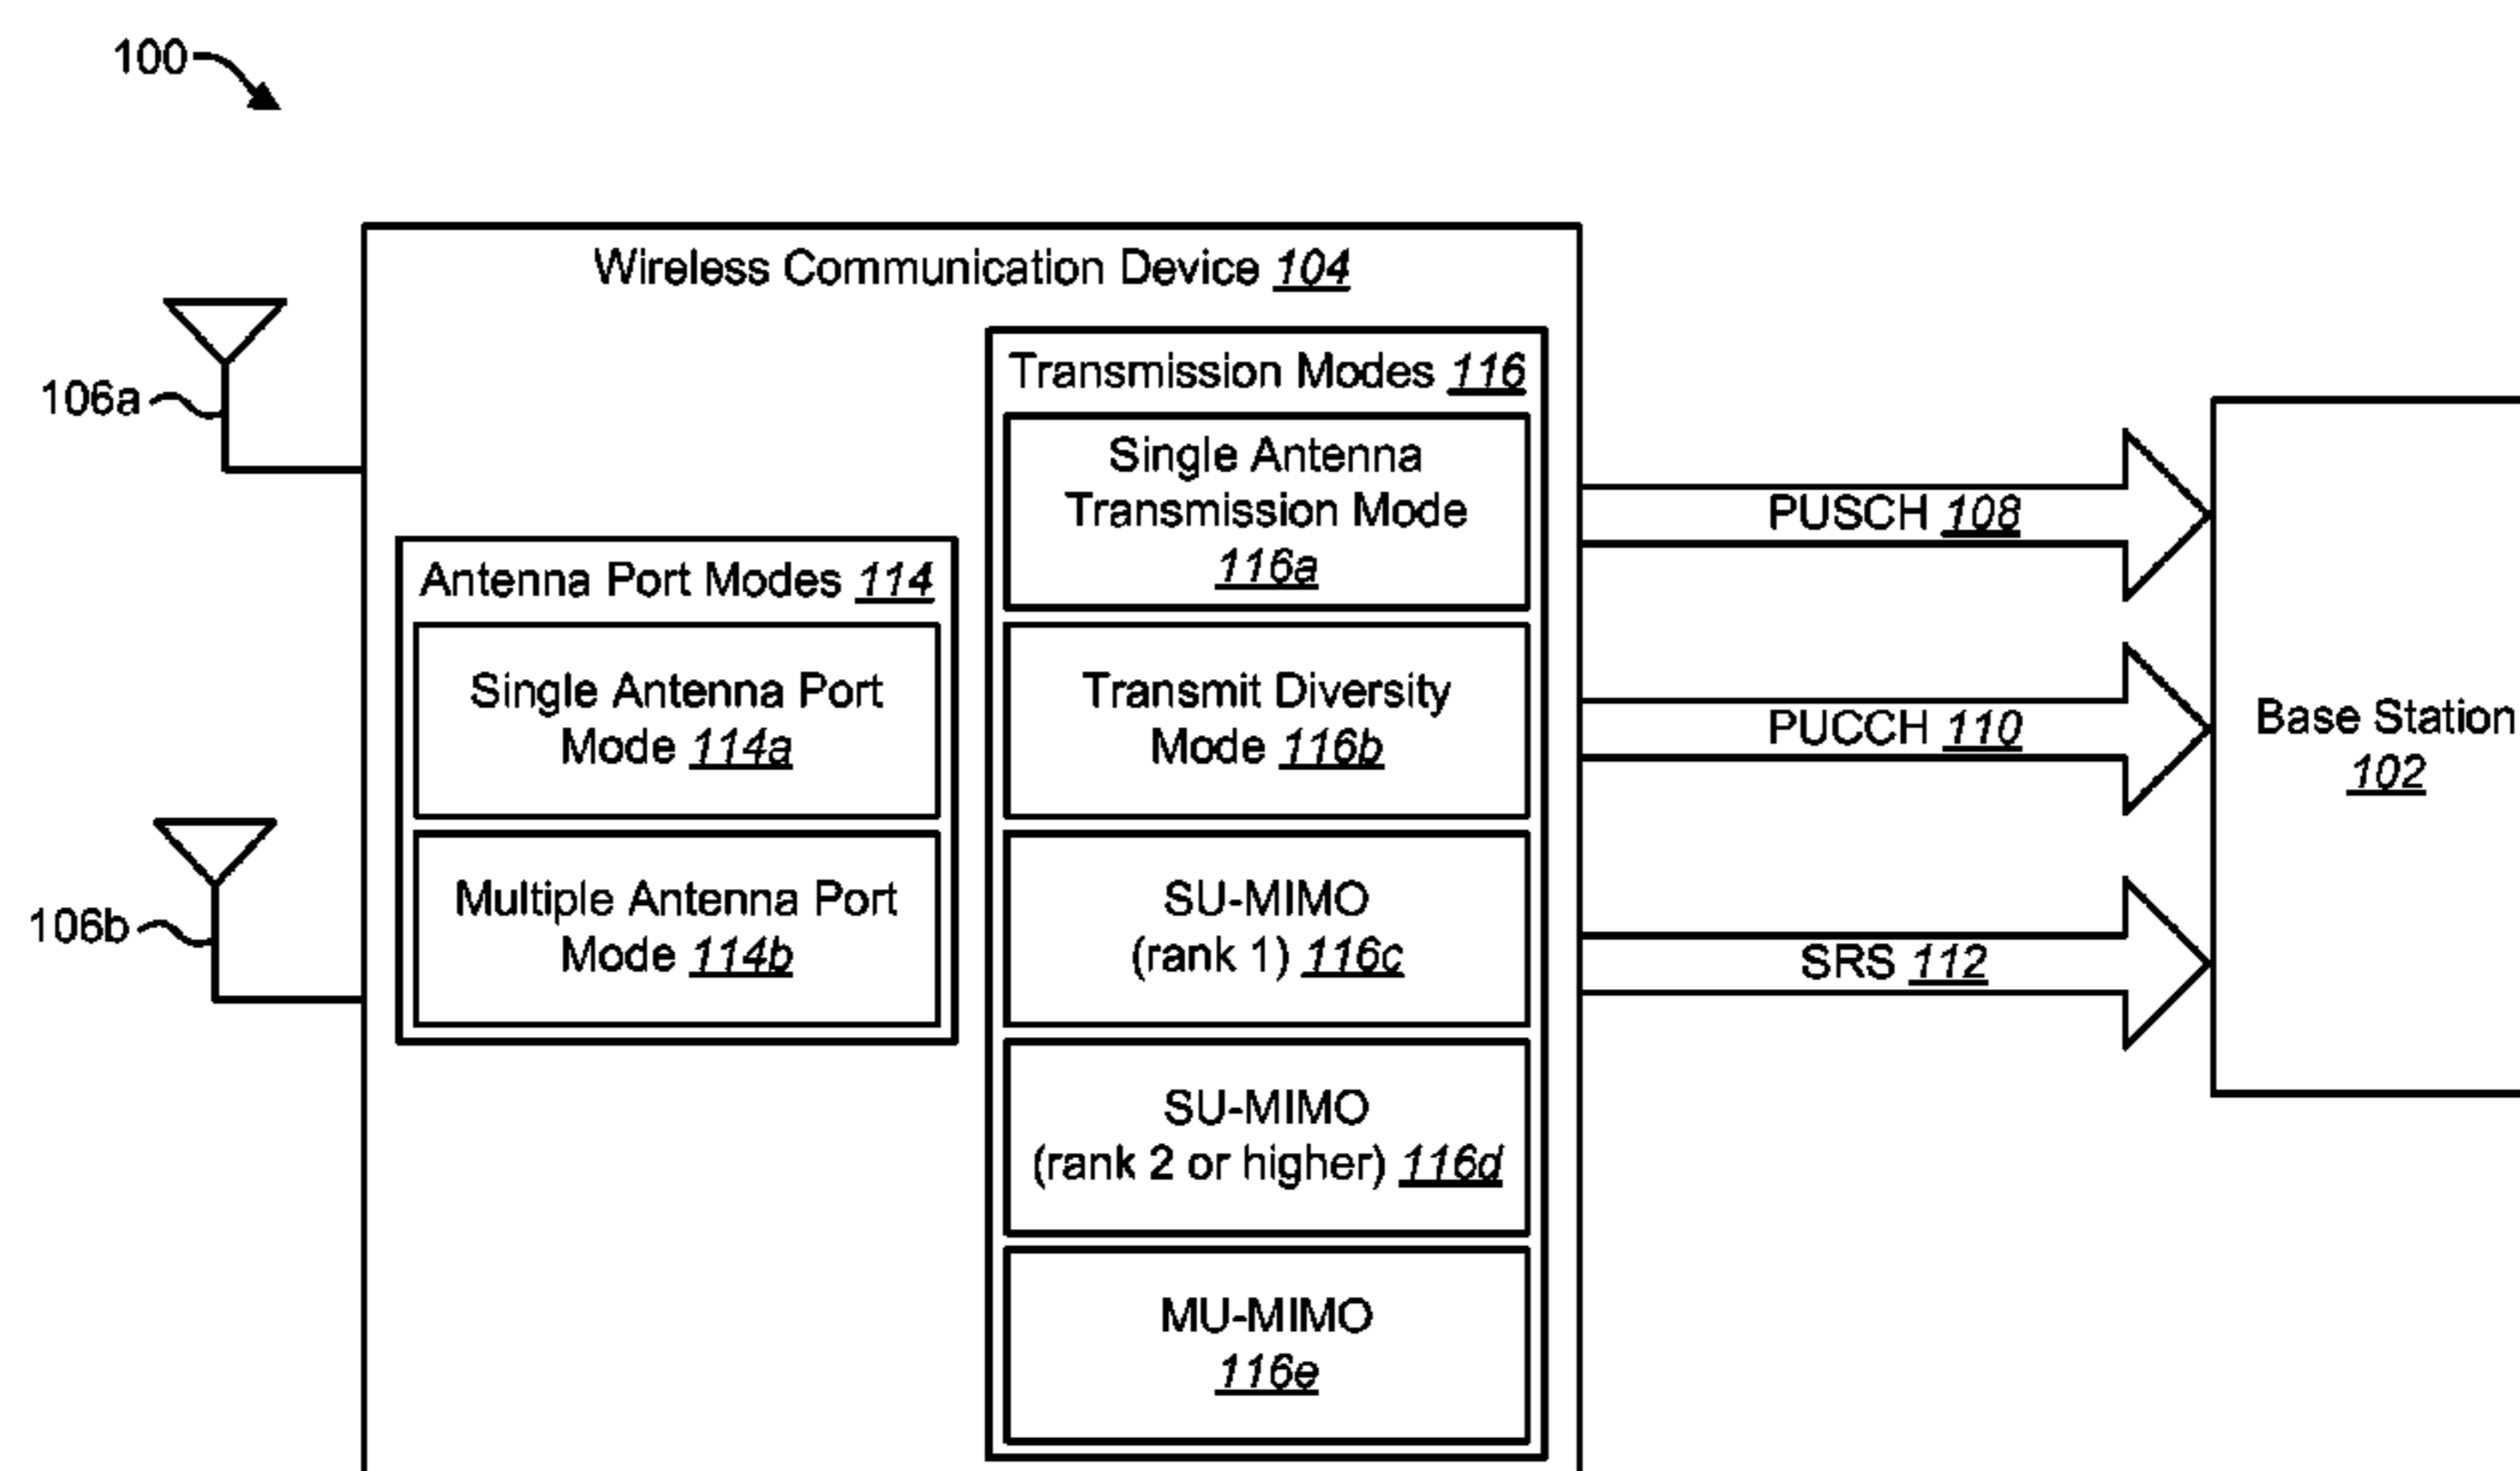 100
Wireless Communication Device 104
106a
106b
Antenna Port Modes 114
Single Antenna Port
Mode 114a
Multiple Antenna Port
Mode 114b
Transmission Modes 116
Single Antenna
Transmission Mode
116a
Transmit Diversity
Mode 116b
SU-MIMO
(rank 1) 116c
SU-MIMO
(rank 2 or higher) 116d
MU-MIMO
116e
PUSCH 108
PUCCH 110
SRS 112
Base Station
102